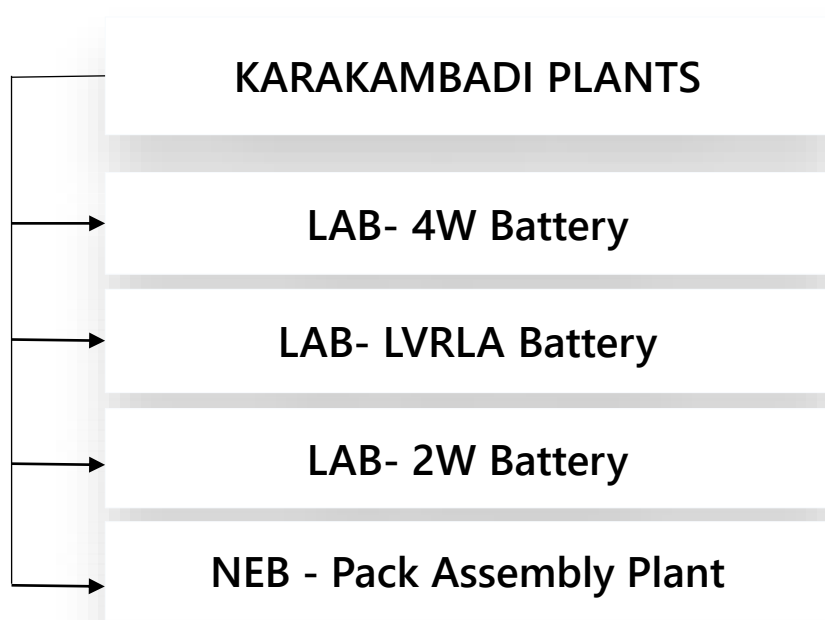 KARAKAMBADI PLANTS
LAB- 4W Battery
LAB- LVRLA Battery
LAB- 2W Battery
NEB - Pack Assembly Plant